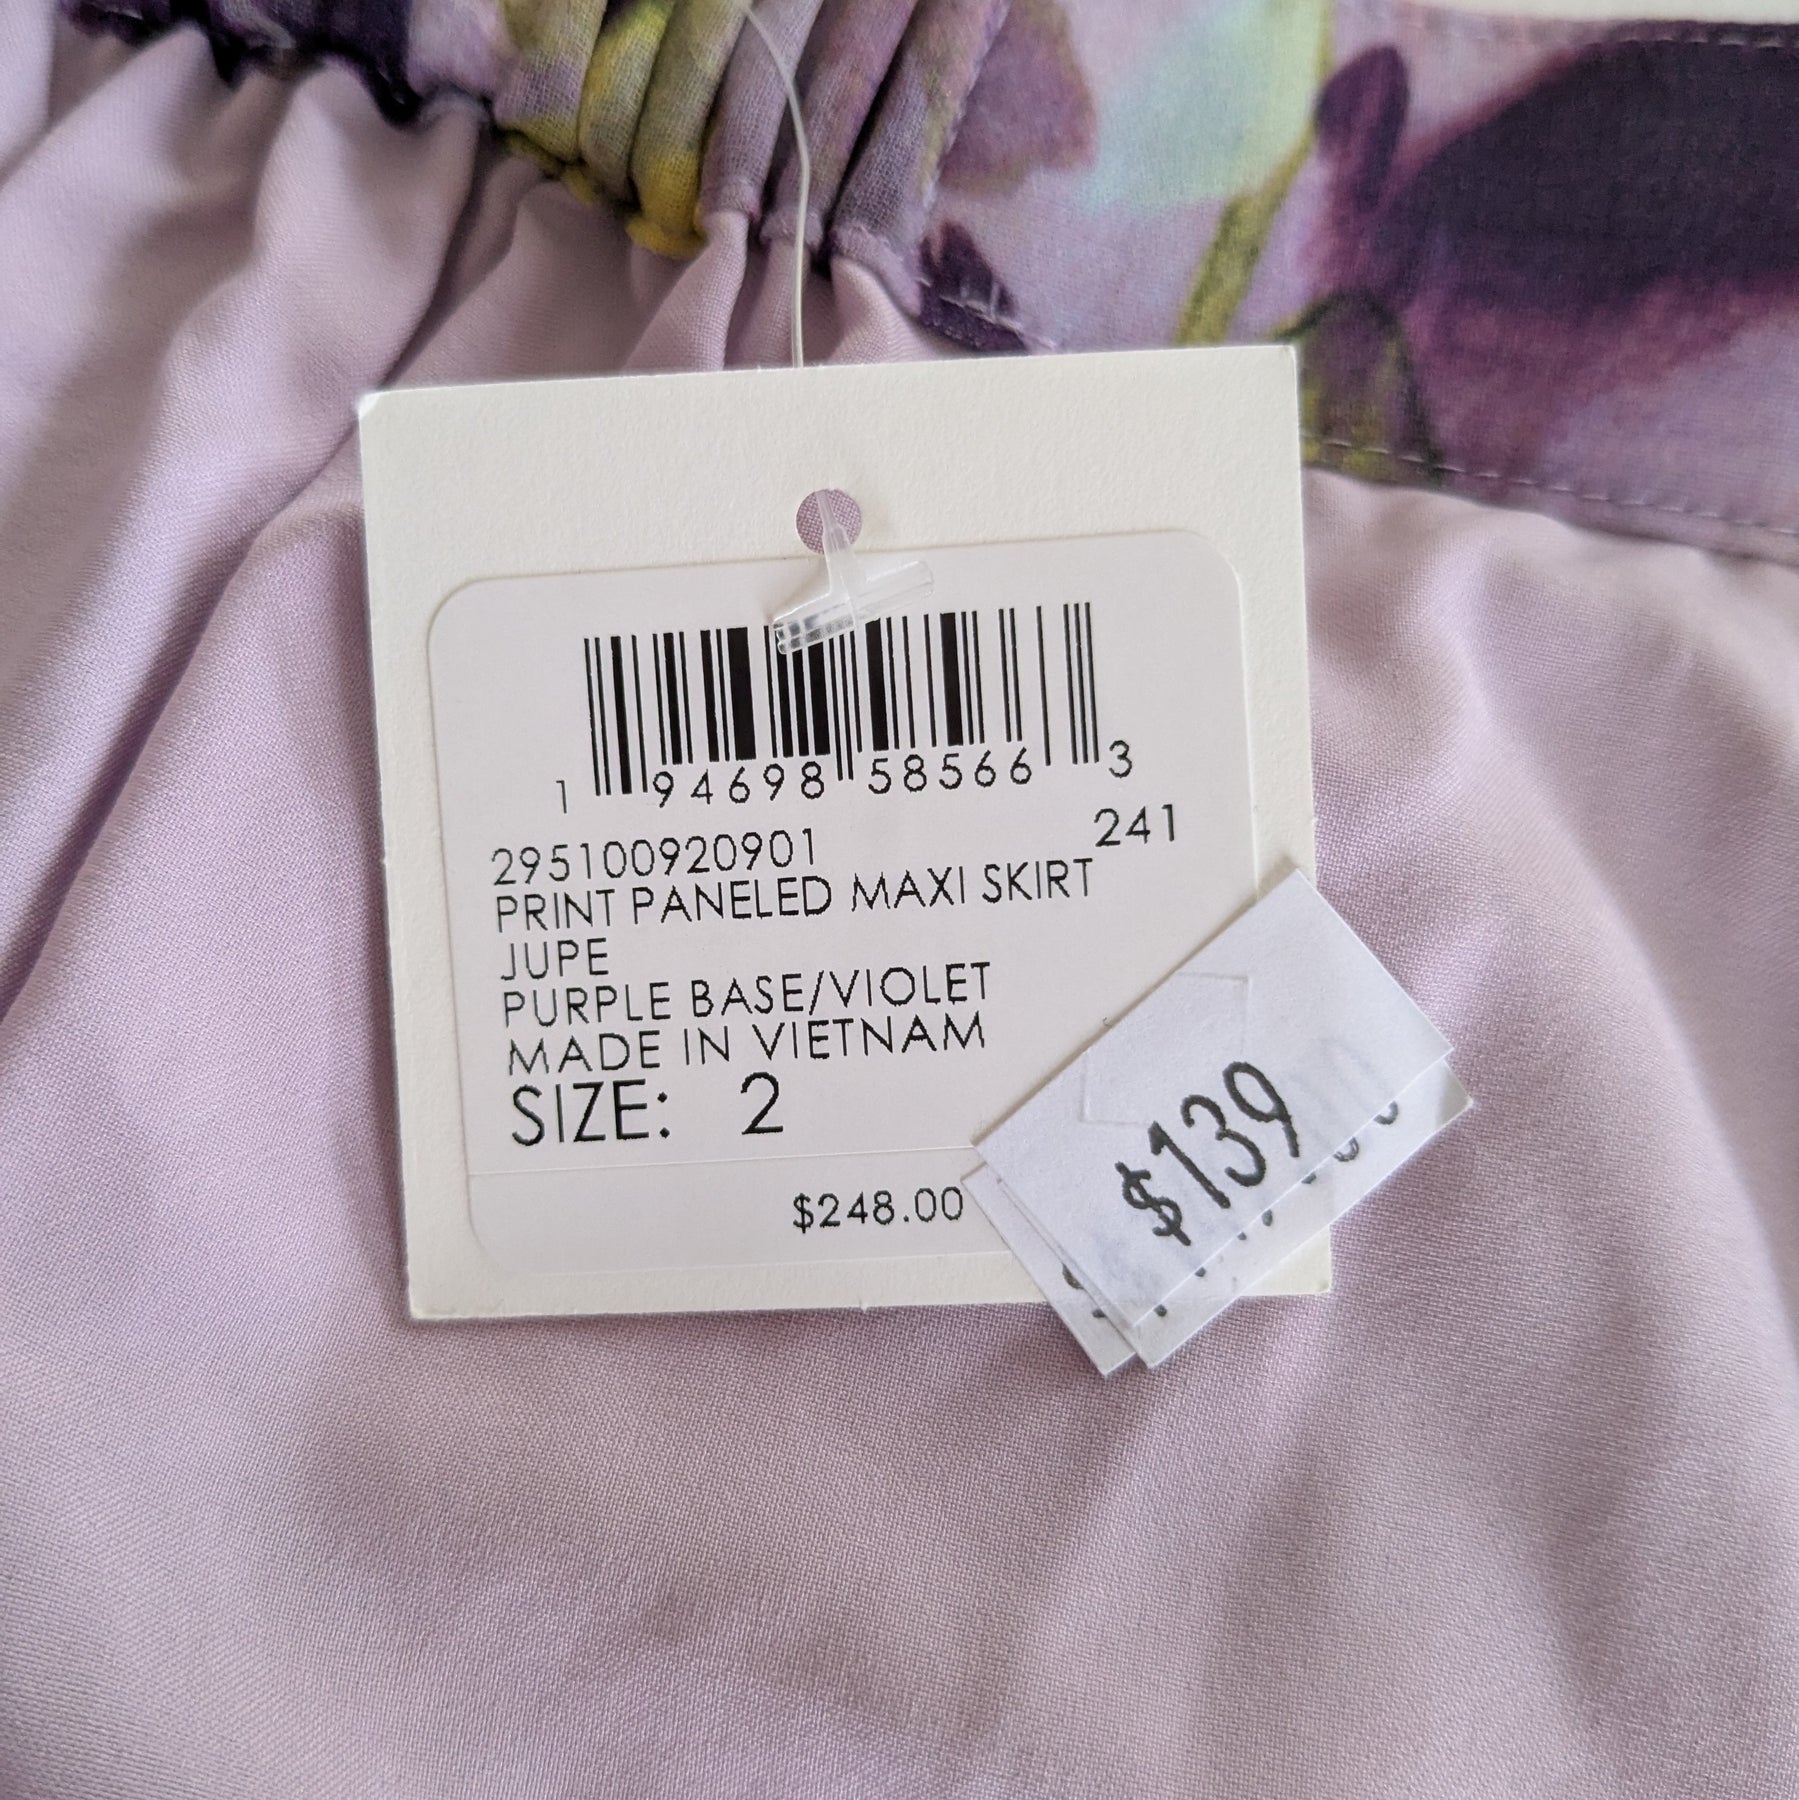 1 94698 58566 3
295100920901 241
PRINT PANELED MAXI SKIRT
JUPE
PURPLE BASE/VIOLET
MADE IN VIETNAM
SIZE: 2
$248.00
$139